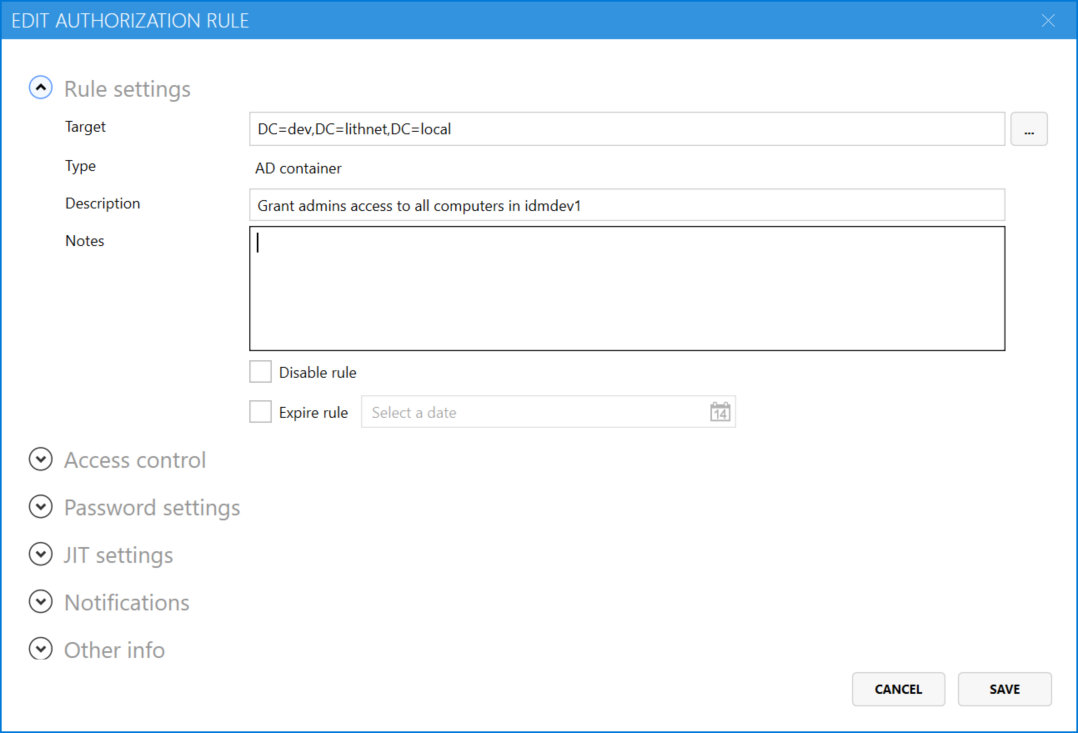 EDIT AUTHORIZATION RULE
Rule settings
Target
DC=dev,DC=lithnet,DC=local
...
Type
AD container
Description
Grant admins access to all computers in idmdev1
Notes
Disable rule
Expire rule
Select a date
14
Access control
Password settings
JIT settings
Notifications
Other info
CANCEL
SAVE